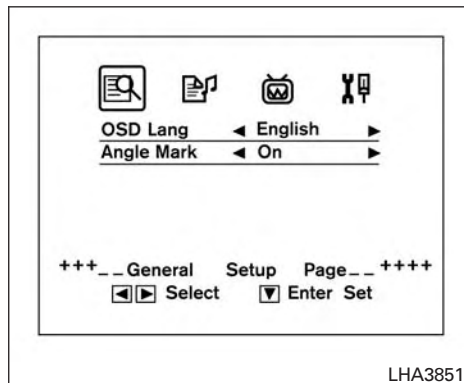 OSD Lang ◄ English ►
Angle Mark ◄ On ►
+++_ _General Setup Page_ _++++
◄ ► Select ▼ Enter Set
LHA3851